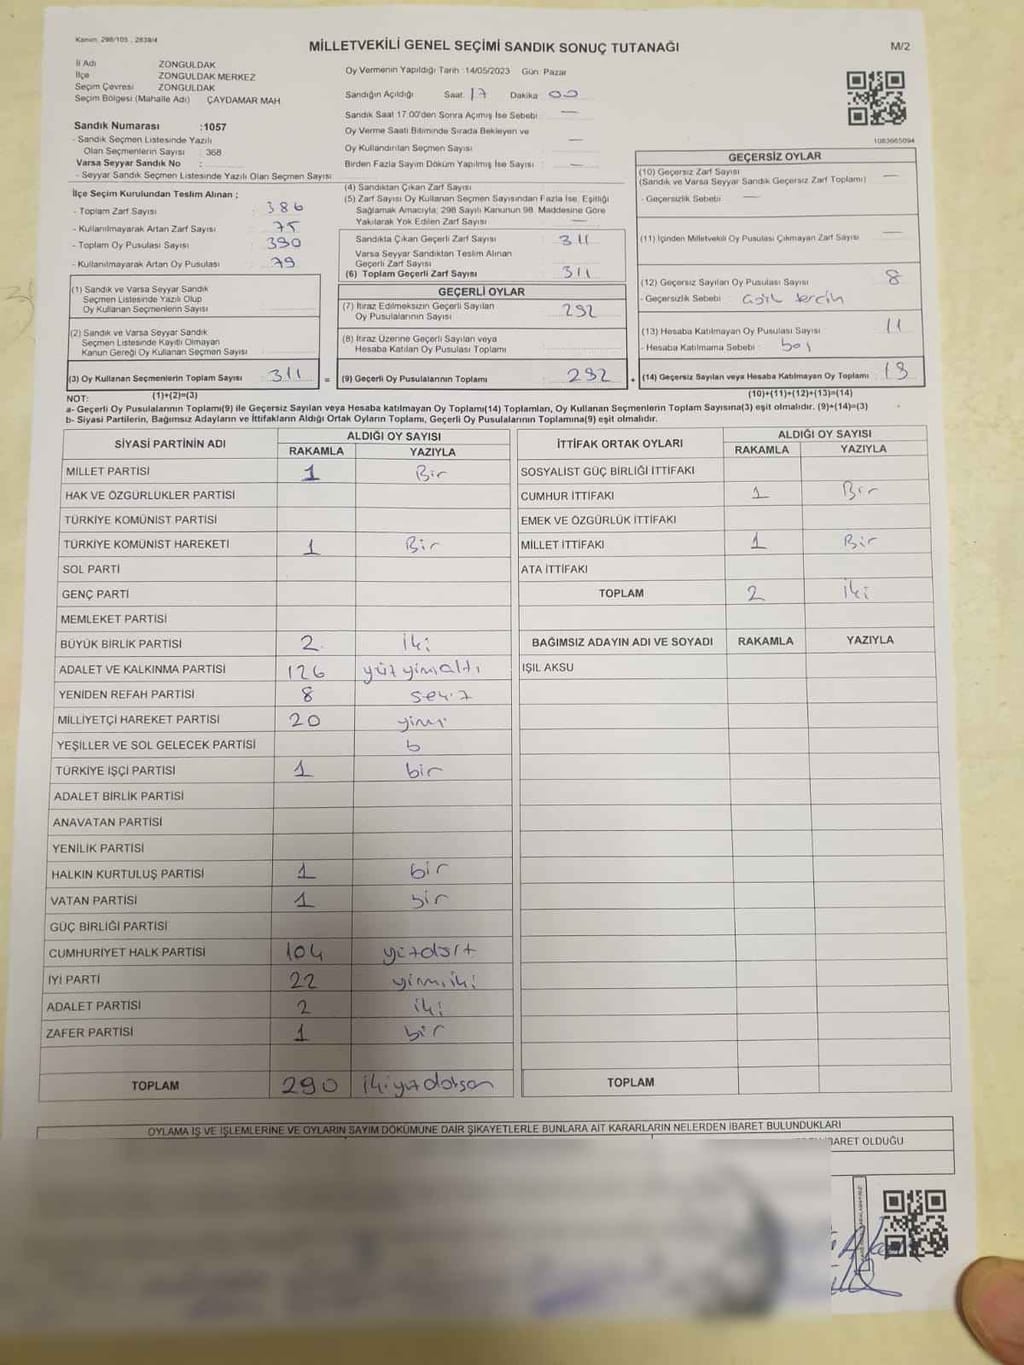 Kanun: 298/105 , 2839/4
MİLLETVEKİLİ GENEL SEÇİMİ SANDIK SONUÇ TUTANAĞI
M/2
İl Adı ZONGULDAK
İlçe ZONGULDAK MERKEZ
Seçim Çevresi ZONGULDAK
Seçim Bölgesi (Mahalle Adı) ÇAYDAMAR MAH
Sandık Numarası :1057
- Sandık Seçmen Listesinde Yazılı
Olan Seçmenlerin Sayısı : 368
Varsa Seyyar Sandık No :
- Seyyar Sandık Seçmen Listesinde Yazılı Olan Seçmen Sayısı
Oy Vermenin Yapıldığı Tarih :14/05/2023 Gün: Pazar
Sandığın Açıldığı Saat 17 Dakika 00
Sandık Saat 17.00'den Sonra Açımış İse Sebebi —
Oy Verme Saati Bitiminde Sırada Bekleyen ve
Oy Kullandırılan Seçmen Sayısı —
Birden Fazla Sayım Döküm Yapılmış İse Sayısı —
1083665094
İlçe Seçim Kurulundan Teslim Alınan ;
- Toplam Zarf Sayısı 386
- Kullanılmayarak Artan Zarf Sayısı 75
- Toplam Oy Pusulası Sayısı 390
- Kullanılmayarak Artan Oy Pusulası 79
(1) Sandık ve Varsa Seyyar Sandık
Seçmen Listesinde Yazılı Olup
Oy Kullanan Seçmenlerin Sayısı
(2) Sandık ve Varsa Seyyar Sandık
Seçmen Listesinde Kayıtlı Olmayan
Kanun Gereği Oy Kullanan Seçmen Sayısı
(3) Oy Kullanan Seçmenlerin Toplam Sayısı 311 =
(1)+(2)=(3)
(4) Sandıktan Çıkan Zarf Sayısı
(5) Zarf Sayısı Oy Kullanan Seçmen Sayısından Fazla İse, Eşitliği
Sağlamak Amacıyla; 298 Sayılı Kanunun 98. Maddesine Göre
Yakılarak Yok Edilen Zarf Sayısı —
Sandıkta Çıkan Geçerli Zarf Sayısı 311
Varsa Seyyar Sandıktan Teslim Alınan
Geçerli Zarf Sayısı
(6) Toplam Geçerli Zarf Sayısı 311
GEÇERLİ OYLAR
(7) İtiraz Edilmeksizin Geçerli Sayılan
Oy Pusulalarının Sayısı 292
(8) İtiraz Üzerine Geçerli Sayılan veya
Hesaba Katılan Oy Pusulası Toplamı
(9) Geçerli Oy Pusulalarının Toplamı 292 +
GEÇERSİZ OYLAR
(10) Geçersiz Zarf Sayısı —
(Sandık ve Varsa Seyyar Sandık Geçersiz Zarf Toplamı)
- Geçersizlik Sebebi —
(11) İçinden Milletvekili Oy Pusulası Çıkmayan Zarf Sayısı —
(12) Geçersiz Sayılan Oy Pusulası Sayısı 8
- Geçersizlik Sebebi
(13) Hesaba Katılmayan Oy Pusulası Sayısı 11
- Hesaba Katılmama Sebebi : boş
(14) Geçersiz Sayılan veya Hesaba Katılmayan Oy Toplamı 19
(10)+(11)+(12)+(13)=(14)
NOT:
a- Geçerli Oy Pusulalarının Toplamı(9) ile Geçersiz Sayılan veya Hesaba katılmayan Oy Toplamı(14) Toplamları, Oy Kullanan Seçmenlerin Toplam Sayısına(3) eşit olmalıdır. (9)+(14)=(3)
b- Siyasi Partilerin, Bağımsız Adayların ve İttifakların Aldığı Ortak Oyların Toplamı, Geçerli Oy Pusulalarının Toplamına(9) eşit olmalıdır.
SİYASİ PARTİNİN ADI ALDIĞI OY SAYISI
RAKAMLA YAZIYLA
MİLLET PARTİSİ 1 Bir
HAK VE ÖZGÜRLÜKLER PARTİSİ
TÜRKİYE KOMÜNİST PARTİSİ
TÜRKİYE KOMÜNİST HAREKETİ 1 Bir
SOL PARTİ
GENÇ PARTİ
MEMLEKET PARTİSİ
BÜYÜK BİRLİK PARTİSİ 2 iki
ADALET VE KALKINMA PARTİSİ 126 yüzyirmialtı
YENİDEN REFAH PARTİSİ 8 sekiz
MİLLİYETÇİ HAREKET PARTİSİ 20 yirmi
YEŞİLLER VE SOL GELECEK PARTİSİ b
TÜRKİYE İŞÇİ PARTİSİ 1 bir
ADALET BİRLİK PARTİSİ
ANAVATAN PARTİSİ
YENİLİK PARTİSİ
HALKIN KURTULUŞ PARTİSİ 1 bir
VATAN PARTİSİ 1 bir
GÜÇ BİRLİĞİ PARTİSİ
CUMHURİYET HALK PARTİSİ 104 yüzdört
İYİ PARTİ 22 yirmiiki
ADALET PARTİSİ 2 iki
ZAFER PARTİSİ 1 bir
TOPLAM 290 ikiyüzdoksan
İTTİFAK ORTAK OYLARI ALDIĞI OY SAYISI
RAKAMLA YAZIYLA
SOSYALİST GÜÇ BİRLİĞİ İTTİFAKI
CUMHUR İTTİFAKI 1 Bir
EMEK VE ÖZGÜRLÜK İTTİFAKI
MİLLET İTTİFAKI 1 Bir
ATA İTTİFAKI
TOPLAM 2 iki
BAĞIMSIZ ADAYIN ADI VE SOYADI RAKAMLA YAZIYLA
IŞIL AKSU
TOPLAM
OYLAMA İŞ VE İŞLEMLERİNE VE OYLARIN SAYIM DÖKÜMÜNE DAİR ŞİKAYETLERLE BUNLARA AİT KARARLARIN NELERDEN İBARET BULUNDUKLARI
BARET OLDUĞU